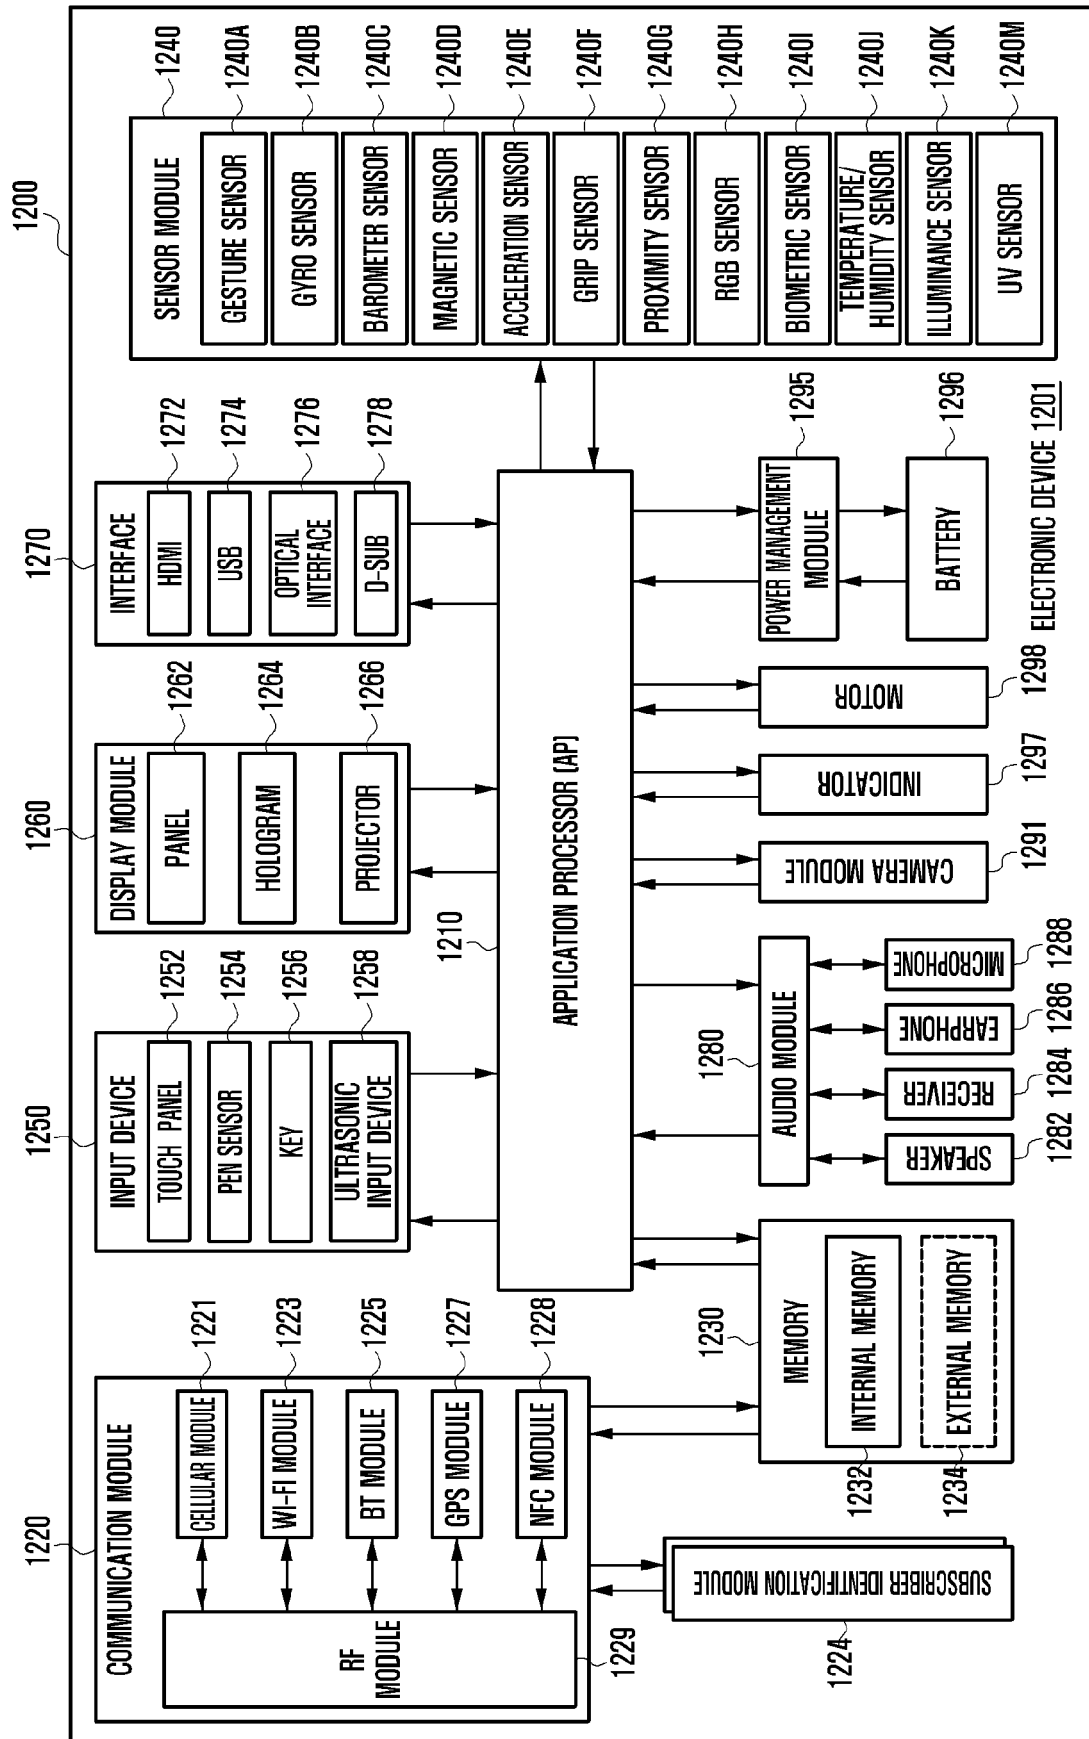 1200
1220
COMMUNICATION MODULE
CELLULAR MODULE
1221
WI-FI MODULE
1223
BT MODULE
1225
GPS MODULE
1227
NFC MODULE
1228
RF
MODULE
1229
SUBSCRIBER IDENTIFICATION MODULE
1224
1250
INPUT DEVICE
TOUCH PANEL
1252
PEN SENSOR
1254
KEY
1256
ULTRASONIC
INPUT DEVICE
1258
1260
DISPLAY MODULE
PANEL
1262
HOLOGRAM
1264
PROJECTOR
1266
1270
INTERFACE
HDMI
1272
USB
1274
OPTICAL
INTERFACE
1276
D-SUB
1278
SENSOR MODULE
1240
GESTURE SENSOR
1240A
GYRO SENSOR
1240B
BAROMETER SENSOR
1240C
MAGNETIC SENSOR
1240D
ACCELERATION SENSOR
1240E
GRIP SENSOR
1240F
PROXIMITY SENSOR
1240G
RGB SENSOR
1240H
BIOMETRIC SENSOR
1240I
TEMPERATURE/
HUMIDITY SENSOR
1240J
ILLUMINANCE SENSOR
1240K
UV SENSOR
1240M
1210
APPLICATION PROCESSOR (AP)
1230
MEMORY
INTERNAL MEMORY
1232
EXTERNAL MEMORY
1234
1280
AUDIO MODULE
SPEAKER
1282
RECEIVER
1284
EARPHONE
1286
MICROPHONE
1288
CAMERA MODULE
1291
INDICATOR
1297
MOTOR
1298
POWER MANAGEMENT
MODULE
1295
BATTERY
1296
ELECTRONIC DEVICE 1201